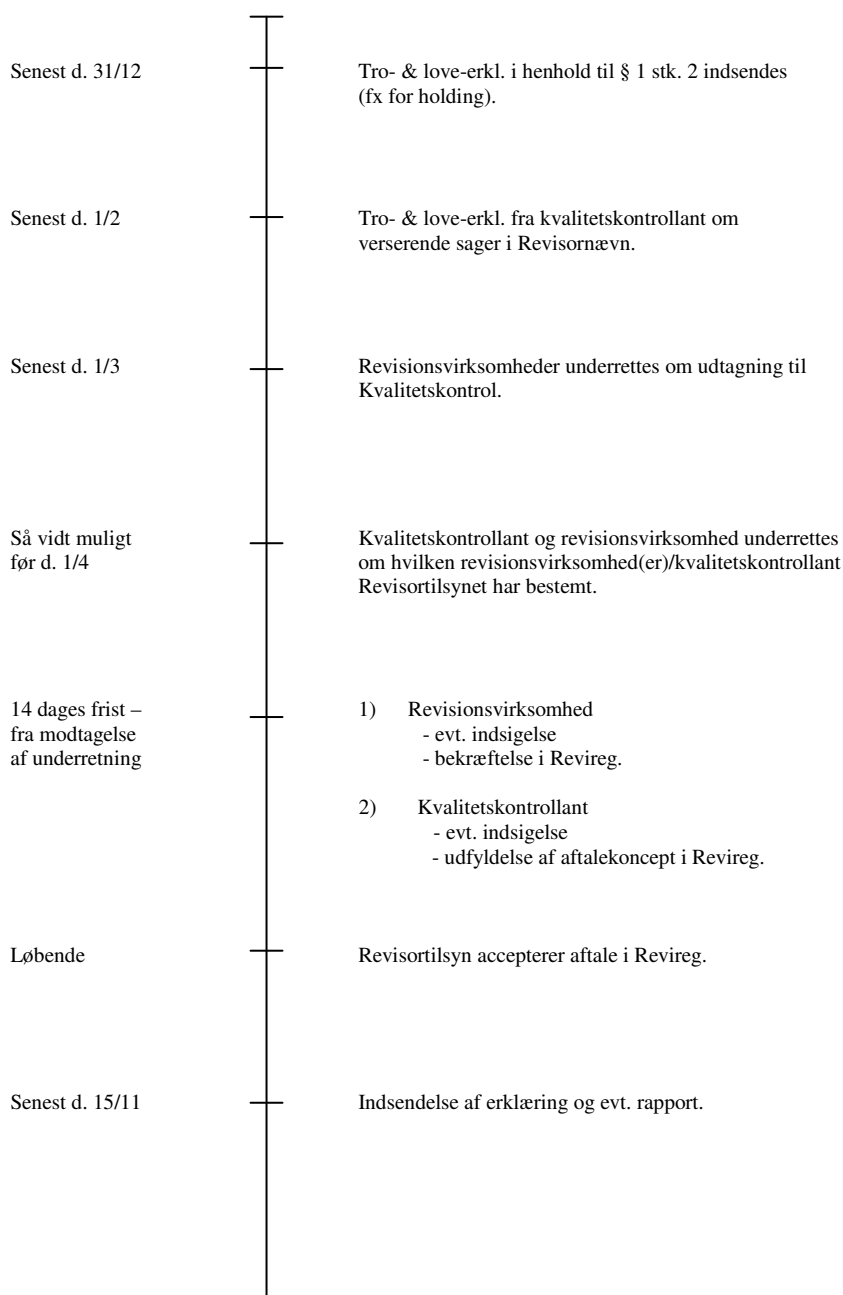 Senest d. 31/12
Tro- & love-erkl. i henhold til § 1 stk. 2 indsendes
(fx for holding).
Senest d. 1/2
Tro- & love-erkl. fra kvalitetskontrollant om
verserende sager i Revisornævn.
Senest d. 1/3
Revisionsvirksomheder underrettes om udtagning til
Kvalitetskontrol.
Så vidt muligt
før d. 1/4
Kvalitetskontrollant og revisionsvirksomhed underrettes
om hvilken revisionsvirksomhed(er)/kvalitetskontrollant
Revisortilsynet har bestemt.
14 dages frist –
fra modtagelse
af underretning
1) Revisionsvirksomhed
- evt. indsigelse
- bekræftelse i Revireg.
2) Kvalitetskontrollant
- evt. indsigelse
- udfyldelse af aftalekoncept i Revireg.
Løbende
Revisortilsyn accepterer aftale i Revireg.
Senest d. 15/11
Indsendelse af erklæring og evt. rapport.